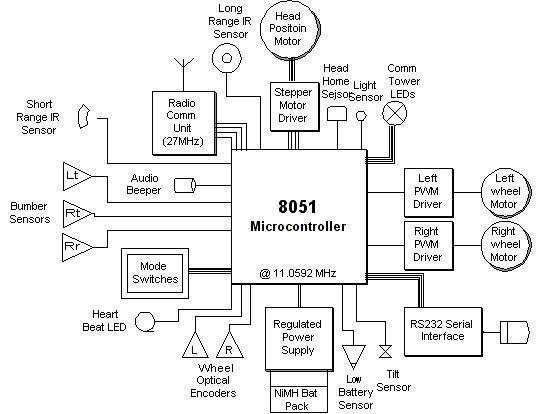 Long
Range IR
Sensor
Head
Positoin
Motor
Head
Home
Sejsor
Light
Sensor
Comm
Tower
LEDs
Short
Range IR
Sensor
Radio
Comm
Unit
(27MHz)
Stepper
Motor
Driver
Lt
Audio
Beeper
Bumber
Sensors
Rt
Rr
8051
Microcontroller
@ 11.0592 MHz
Left
PWM
Driver
Left
wheel
Motor
Right
PWM
Driver
Right
wheel
Motor
Mode
Switches
Heart
Beat LED
L
R
Wheel
Optical
Encoders
Regulated
Power
Supply
NiMH Bat
Pack
Low
Battery
Sensor
Tilt
Sensor
RS232 Serial
Interface